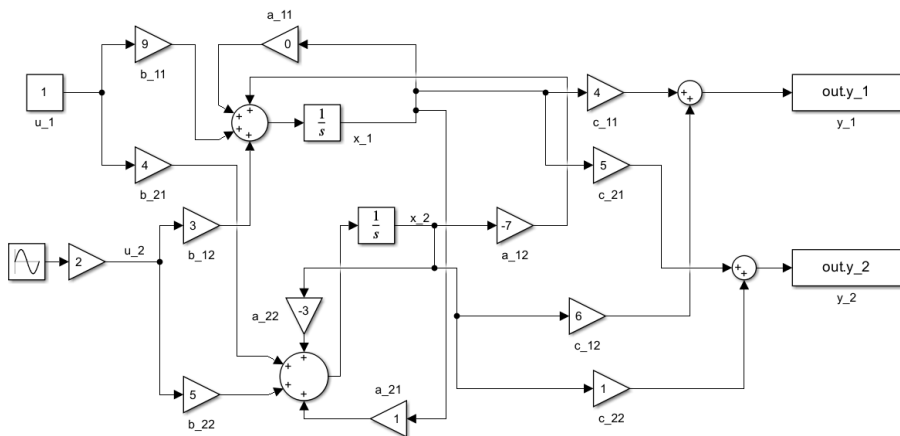 a_11
0
9
b_11
1
u_1
+
+
+
+
1
s
x_1
4
c_11
+
+
out.y_1
y_1
4
b_21
5
c_21
3
b_12
1
s
x_2
-7
a_12
2
u_2
+
+
out.y_2
y_2
-3
a_22
6
c_12
+
+
+
+
a_21
1
1
c_22
5
b_22